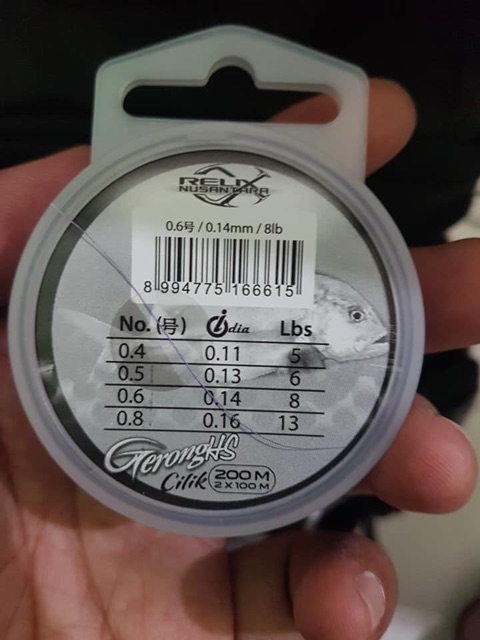 RELIX
NUSANTARA
0.6号 / 0.14mm / 8lb
8 994775 166615
No. (号) dia Lbs
0.4 0.11 5
0.5 0.13 6
0.6 0.14 8
0.8 0.16 13
GerongHS
Cilik 200 M
2 X 100 M